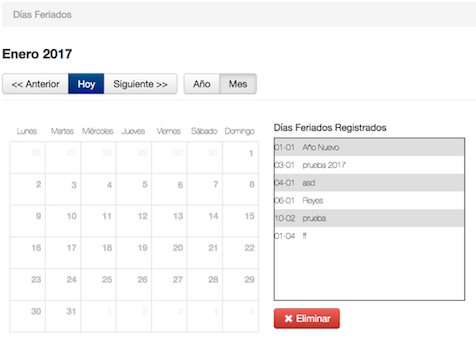 Días Feriados
Enero 2017
<< Anterior Hoy Siguiente >> Año Mes
Lunes Martes Miércoles Jueves Viernes Sábado Domingo
26 27 28 29 30 31 1
2 3 4 5 6 7 8
9 10 11 12 13 14 15
16 17 18 19 20 21 22
23 24 25 26 27 28 29
30 31 1 2 3 4 5
Días Feriados Registrados
01-01 Año Nuevo
03-01 prueba 2017
04-01 asd
06-01 Reyes
10-02 prueba
01-04 ff
✖ Eliminar